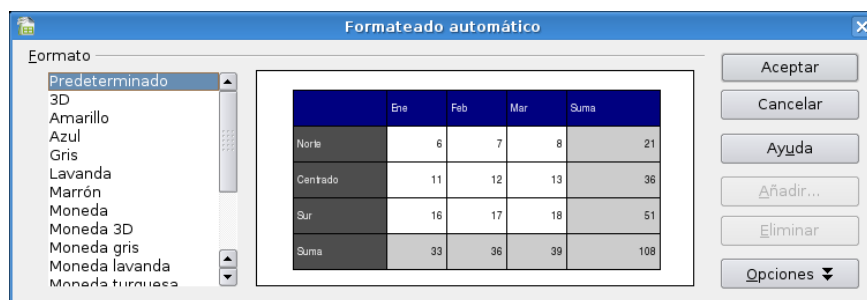 Formateado automático
Formato
Predeterminado
3D
Amarillo
Azul
Gris
Lavanda
Marrón
Moneda
Moneda 3D
Moneda gris
Moneda lavanda
Moneda turquesa
Ene Feb Mar Suma
Norte 6 7 8 21
Centrado 11 12 13 36
Sur 16 17 18 51
Suma 33 36 39 108
Aceptar
Cancelar
Ayuda
Añadir...
Eliminar
Opciones